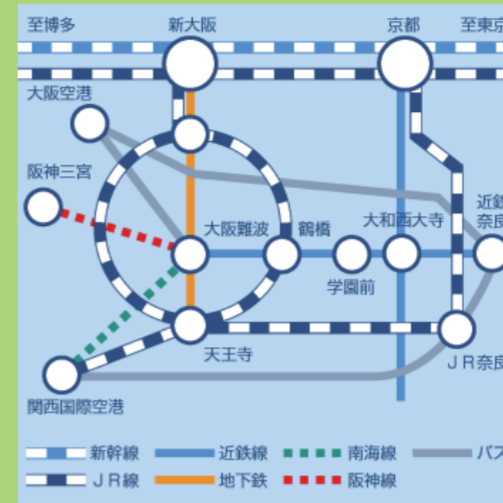 至博多
新大阪
京都
至東京
大阪空港
阪神三宮
大阪難波
鶴橋
大和西大寺
近鉄
奈良
学園前
天王寺
JR奈良
関西国際空港
新幹線
近鉄線
南海線
バス
JR線
地下鉄
阪神線